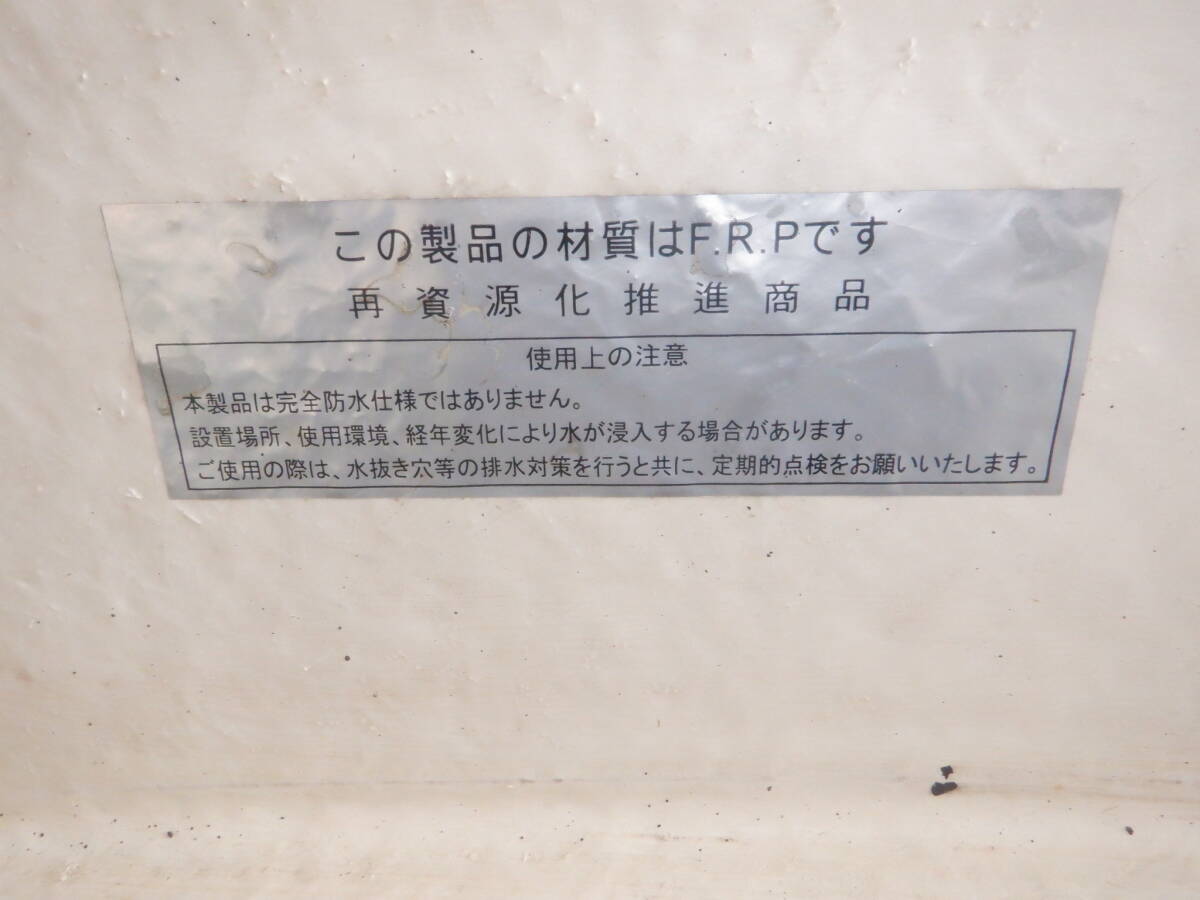 この製品の材質はF.R.Pです
再資源化推進商品
使用上の注意
本製品は完全防水仕様ではありません。
設置場所、使用環境、経年変化により水が浸入する場合があります。
ご使用の際は、水抜き穴等の排水対策を行うと共に、定期的点検をお願いいたします。